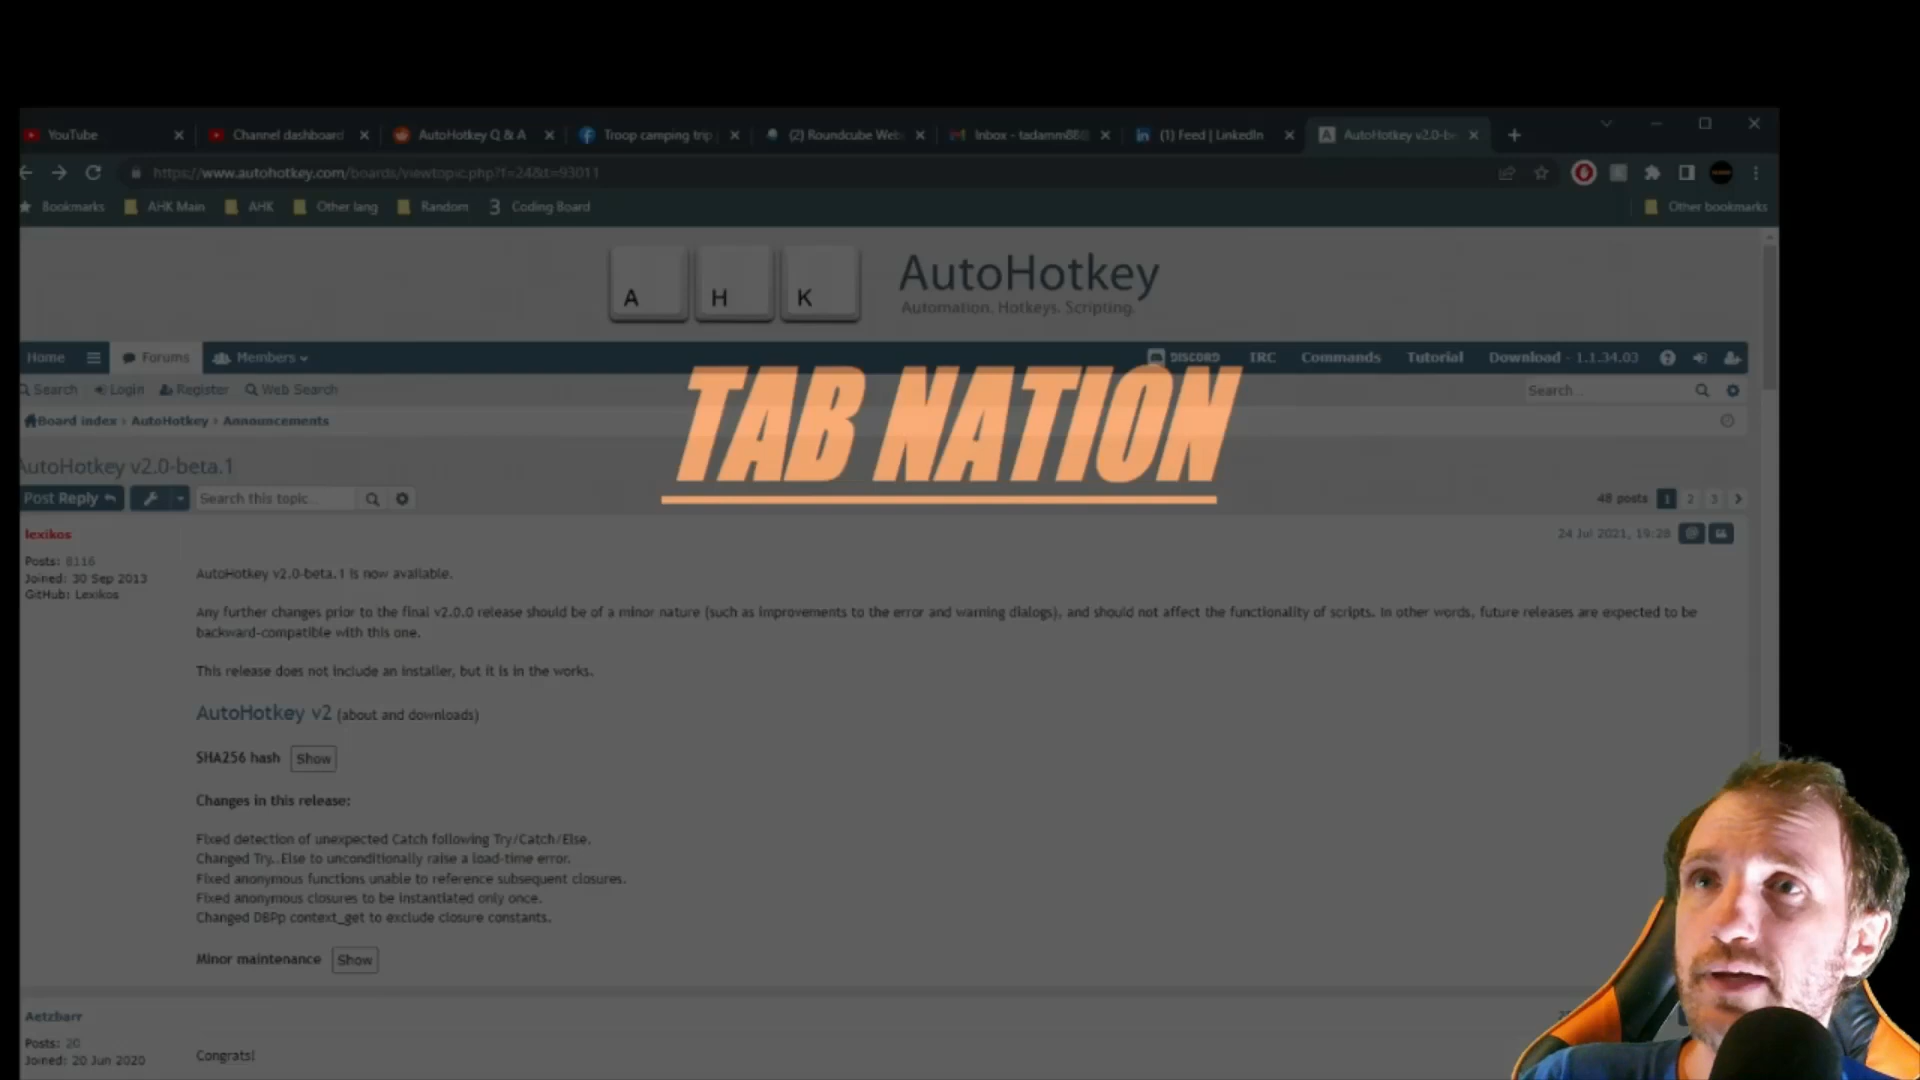 YouTube
Channel dashboard
AutoHotkey Q & A
Troop camping trip
(2) Roundcube Web
Inbox - tadamm88
(1) Feed | LinkedIn
AutoHotkey v2.0-be
https://www.autohotkey.com/boards/viewtopic.php?f=24&t=93011
Bookmarks
AHK Main
AHK
Other lang
Random
Coding Board
Other bookmarks
A H K
AutoHotkey
Automation. Hotkeys. Scripting.
Home
Forums
Members
DISCORD
IRC
Commands
Tutorial
Download - 1.1.34.03
Search
Login
Register
Web Search
Search…
TAB NATION
Board index › AutoHotkey › Announcements
AutoHotkey v2.0-beta.1
Post Reply
Search this topic…
48 posts 1 2 3
lexikos
24 Jul 2021, 19:28
Posts: 8116
Joined: 30 Sep 2013
GitHub: Lexikos
AutoHotkey v2.0-beta.1 is now available.
Any further changes prior to the final v2.0.0 release should be of a minor nature (such as improvements to the error and warning dialogs), and should not affect the functionality of scripts. In other words, future releases are expected to be
backward-compatible with this one.
This release does not include an installer, but it is in the works.
AutoHotkey v2 (about and downloads)
SHA256 hash Show
Changes in this release:
Fixed detection of unexpected Catch following Try/Catch/Else.
Changed Try..Else to unconditionally raise a load-time error.
Fixed anonymous functions unable to reference subsequent closures.
Fixed anonymous closures to be instantiated only once.
Changed DBPp context_get to exclude closure constants.
Minor maintenance Show
Aetzbarr
Posts: 20
Joined: 20 Jun 2020
Congrats!